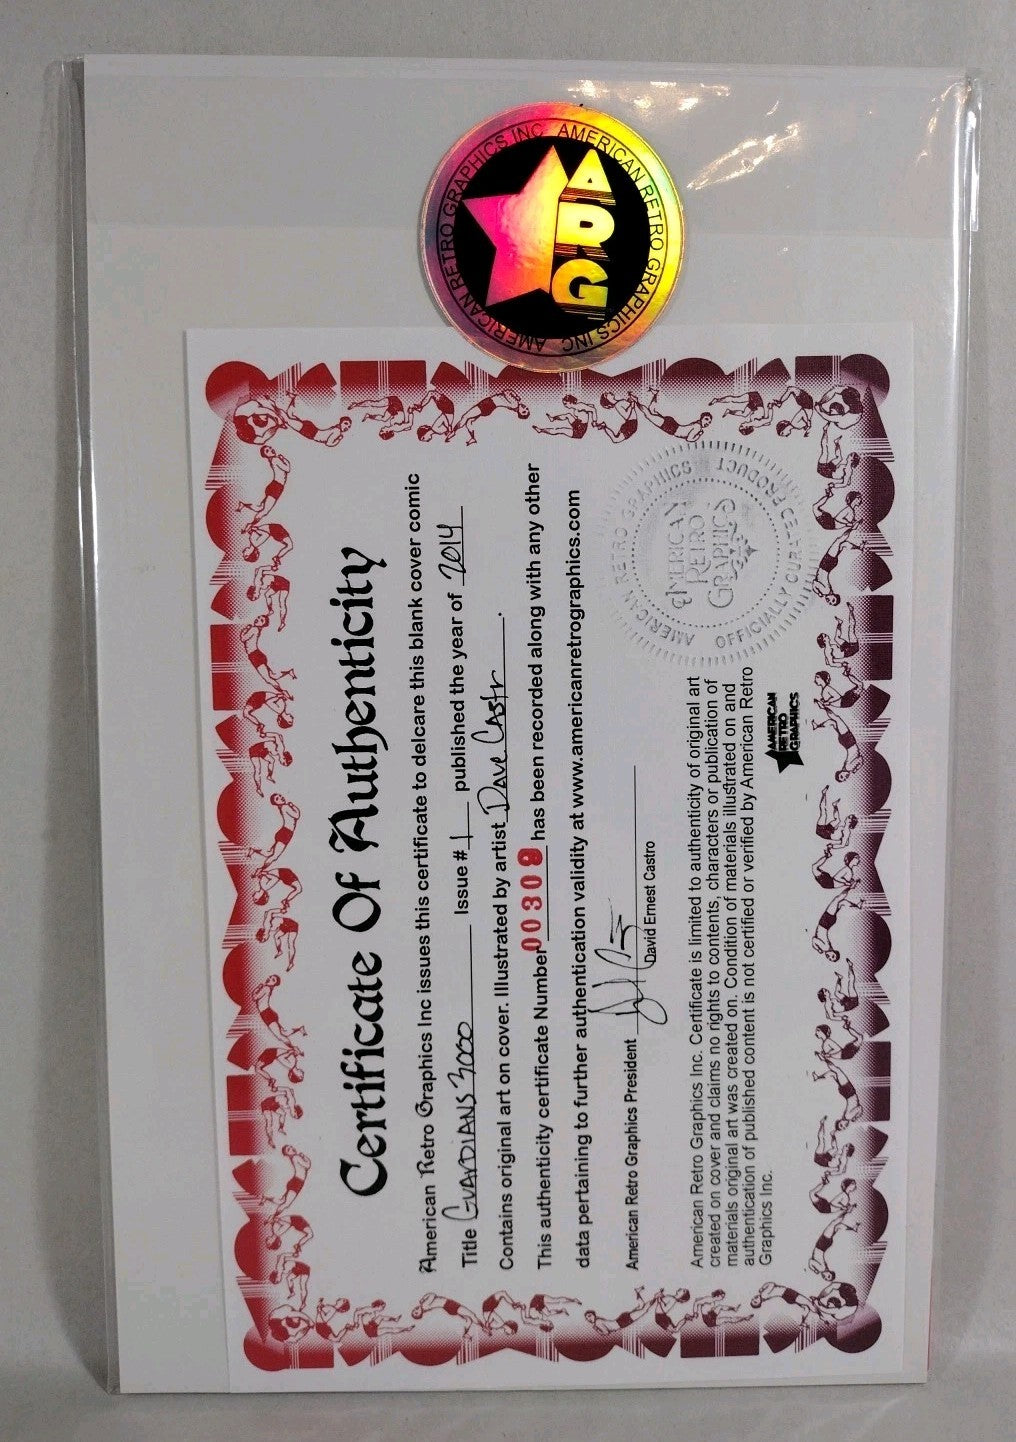 AMERICAN RETRO GRAPHICS INC
AMERICAN RETRO GRAPHICS INC
ARG
Certificate Of Authenticity
American Retro Graphics Inc issues this certificate to delcare this blank cover comic
Title GUARDIANS 3000 Issue # 1 published the year of 2014
Contains original art on cover. Illustrated by artist Dave Castr.
This authenticity certificate Number 00309 has been recorded along with any other
data pertaining to further authentication validity at www.americanretrographics.com
American Retro Graphics President
David Ernest Castro
American Retro Graphics Inc. Certificate is limited to authenticity of original art
created on cover and claims no rights to contents, characters or publication of
materials original art was created on. Condition of materials illustrated on and
authentication of published content is not certified or verified by American Retro
Graphics Inc.
AMERICAN
RETRO
GRAPHICS
AMERICAN RETRO GRAPHICS
OFFICIALLY CURETED PRODUCT
AMERICAN
RETRO
GRAPHICS